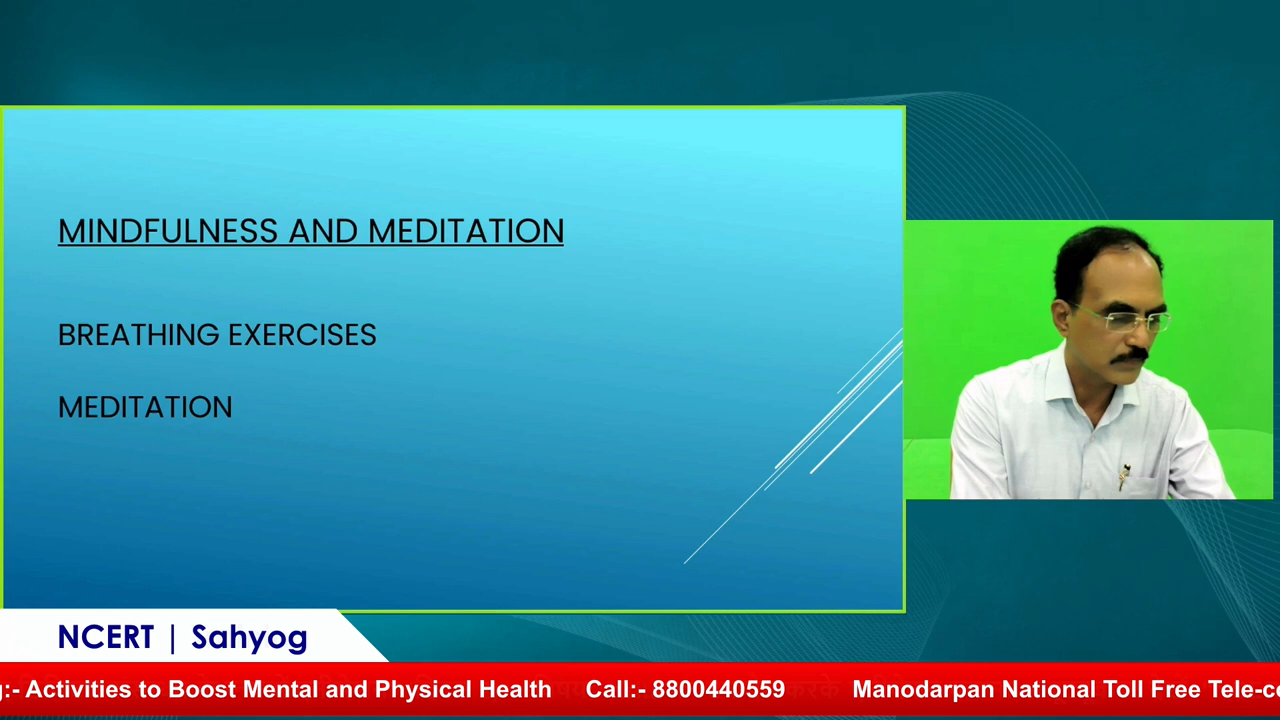 MINDFULNESS AND MEDITATION
BREATHING EXERCISES
MEDITATION
NCERT | Sahyog
:- Activities to Boost Mental and Physical Health Call:- 8800440559 Manodarpan National Toll Free